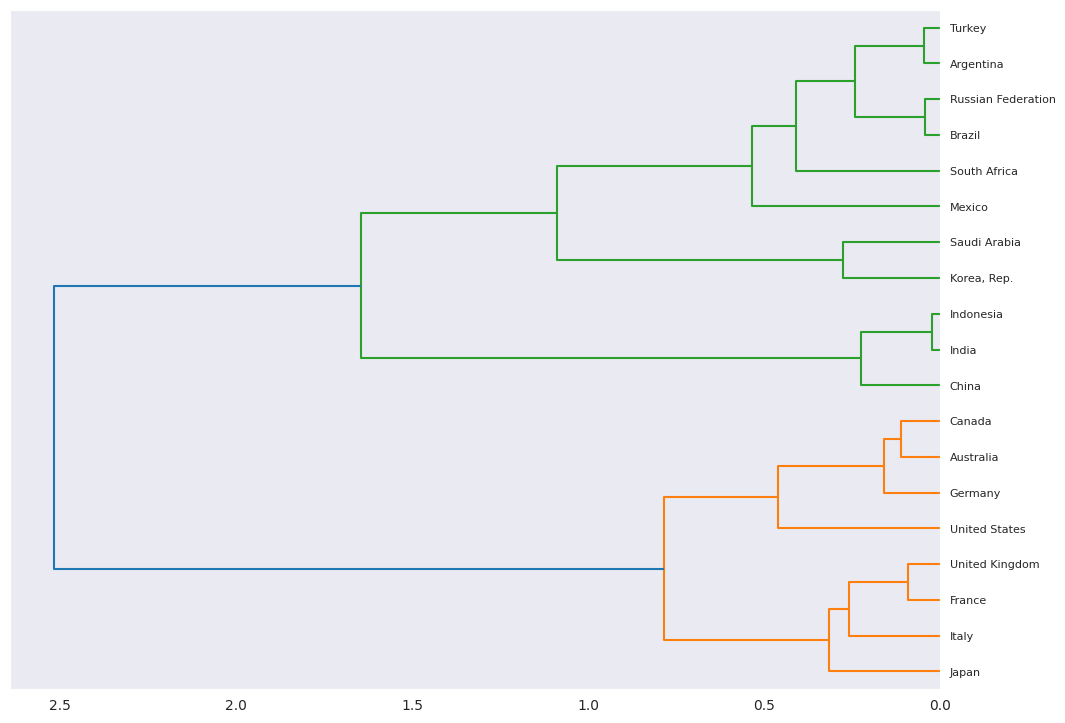 Turkey
Argentina
Russian Federation
Brazil
South Africa
Mexico
Saudi Arabia
Korea, Rep.
Indonesia
India
China
Canada
Australia
Germany
United States
United Kingdom
France
Italy
Japan
2.5 2.0 1.5 1.0 0.5 0.0